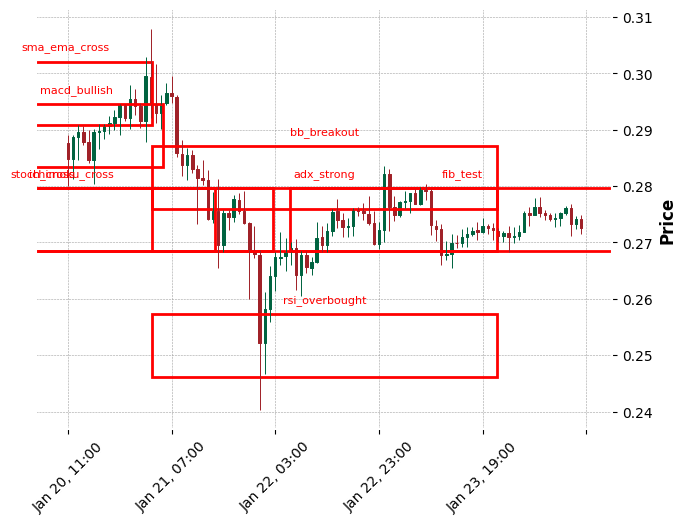 0.31
sma_ema_cross
0.30
macd_bullish
0.29
bb_breakout
adx_strong
fib_test
0.28
0.27
Price
0.26
rsi_overbought
0.25
0.24
Jan 20, 11:00
Jan 21, 07:00
Jan 22, 03:00
Jan 22, 23:00
Jan 23, 19:00